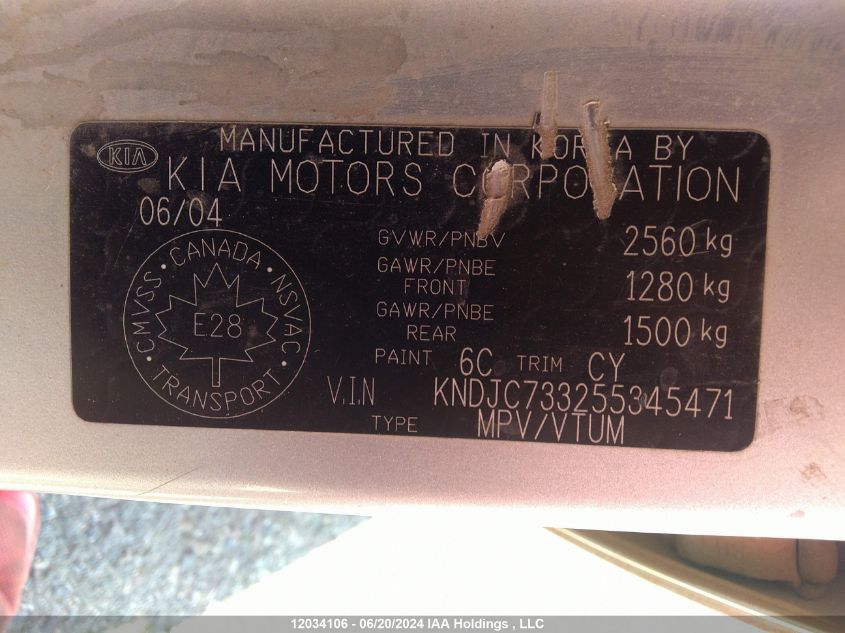 KIA
MANUFACTURED IN KOREA BY
KIA MOTORS CORPORATION
06/04
GVWR/PNBV 2560 kg
GAWR/PNBE
FRONT 1280 kg
GAWR/PNBE
REAR 1500 kg
PAINT 6C TRIM CY
V.I.N KNDJC733255345471
TYPE MPV/VTUM
CMVSS · CANADA · NSVAC
E28
TRANSPORT
12034106 - 06/20/2024 IAA Holdings , LLC